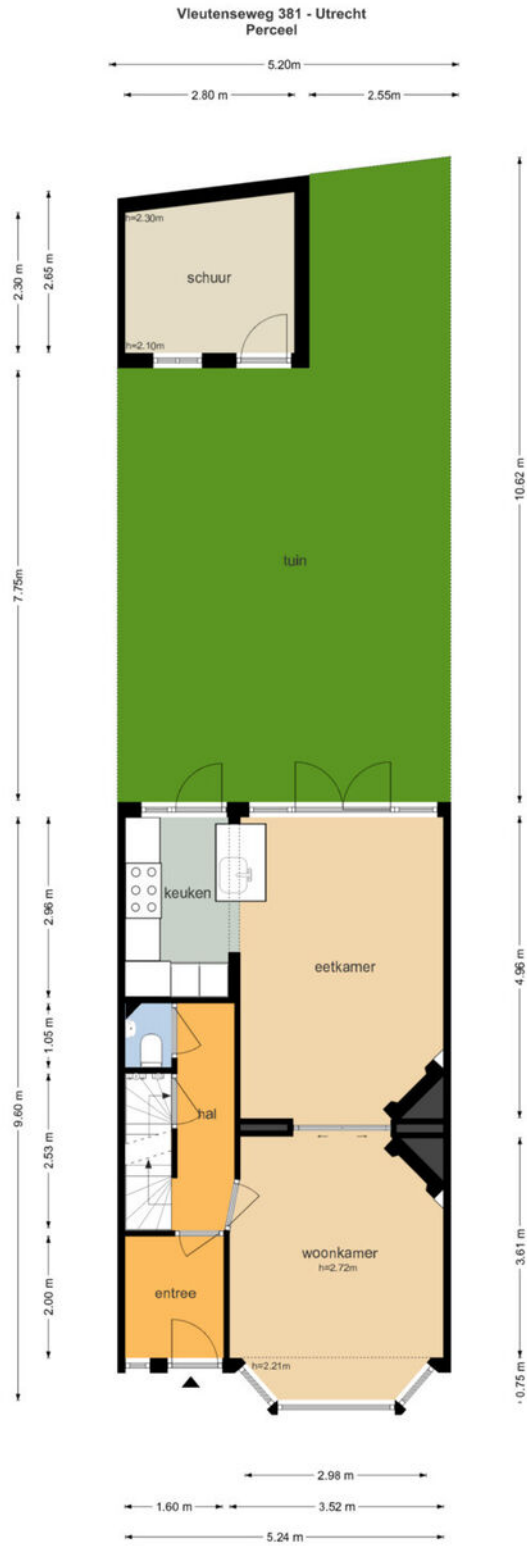 Vleutenseweg 381 - Utrecht
Perceel
5.20m
2.80 m
2.55m
h=2.30m
schuur
h=2.10m
2.30 m
2.65 m
10.62 m
7.75m
tuin
keuken
eetkamer
2.96 m
4.96 m
1.05 m
hal
9.60 m
2.53 m
woonkamer
h=2.72m
3.61 m
entree
2.00 m
h=2.21m
0.75 m
2.98 m
1.60 m
3.52 m
5.24 m